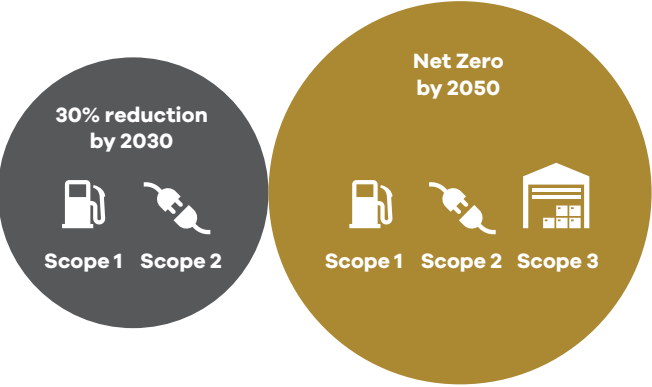 30% reduction
by 2030
Scope 1 Scope 2
Net Zero
by 2050
Scope 1 Scope 2 Scope 3